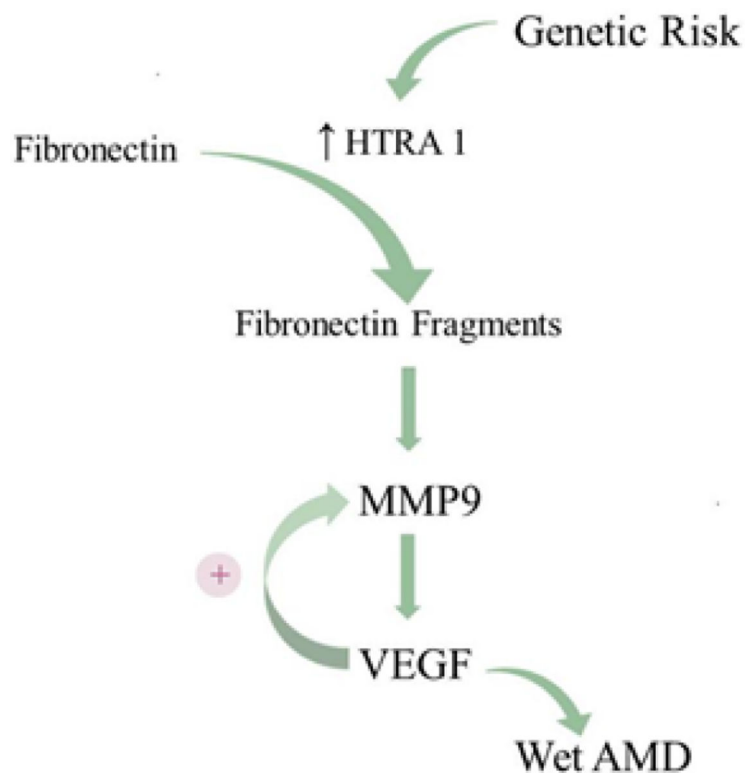 Genetic Risk
↑ HTRA 1
Fibronectin
Fibronectin Fragments
MMP9
+
VEGF
Wet AMD